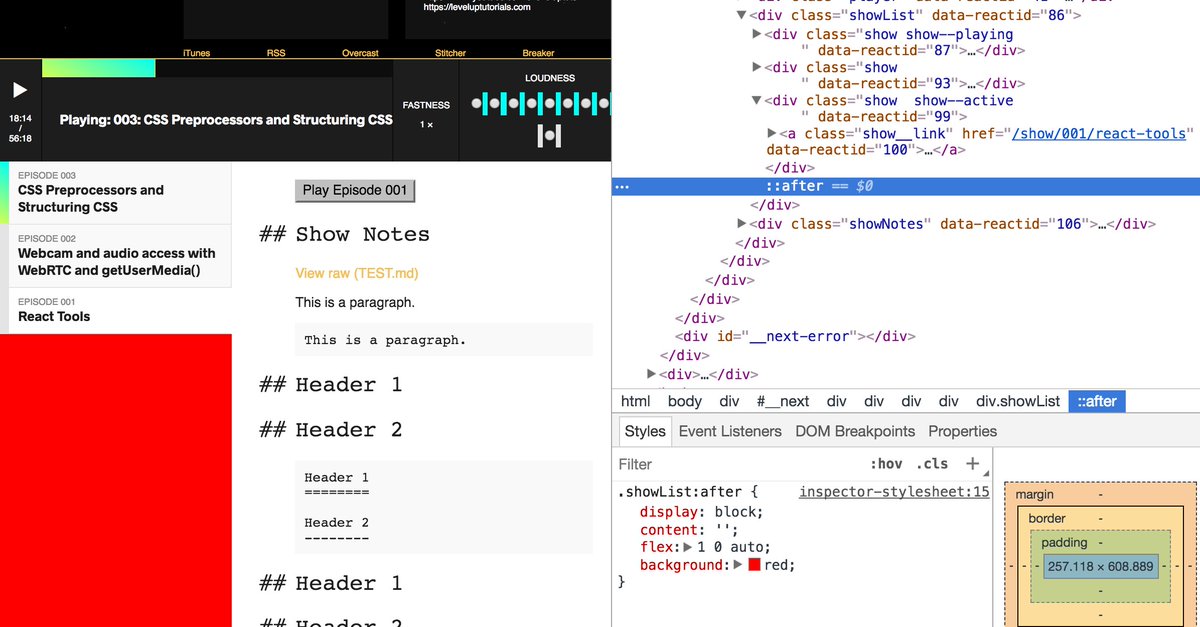 https://leveluptutorials.com
iTunes RSS Overcast Stitcher Breaker
18:14
/
56:18
Playing: 003: CSS Preprocessors and Structuring CSS
FASTNESS
1 ×
LOUDNESS
EPISODE 003
CSS Preprocessors and
Structuring CSS
EPISODE 002
Webcam and audio access with
WebRTC and getUserMedia()
EPISODE 001
React Tools
Play Episode 001
## Show Notes
View raw (TEST.md)
This is a paragraph.
This is a paragraph.
## Header 1
## Header 2
Header 1
========
Header 2
--------
## Header 1
## Header 2
▼<div class="showList" data-reactid="86">
▶<div class="show show--playing
" data-reactid="87">…</div>
▶<div class="show
" data-reactid="93">…</div>
▼<div class="show  show--active
" data-reactid="99">
▶<a class="show__link" href="/show/001/react-tools"
data-reactid="100">…</a>
</div>
… ::after == $0
</div>
▶<div class="showNotes" data-reactid="106">…</div>
</div>
</div>
</div>
</div>
</div>
<div id="__next-error"></div>
</div>
▶<div>…</div>
html body div #__next div div div div div.showList ::after
Styles Event Listeners DOM Breakpoints Properties
Filter :hov .cls +
.showList:after { inspector-stylesheet:15
display: block;
content: '';
flex:▶ 1 0 auto;
background:▶ red;
}
margin -
border -
padding -
- - - 257.118 × 608.889 - - -
-
-